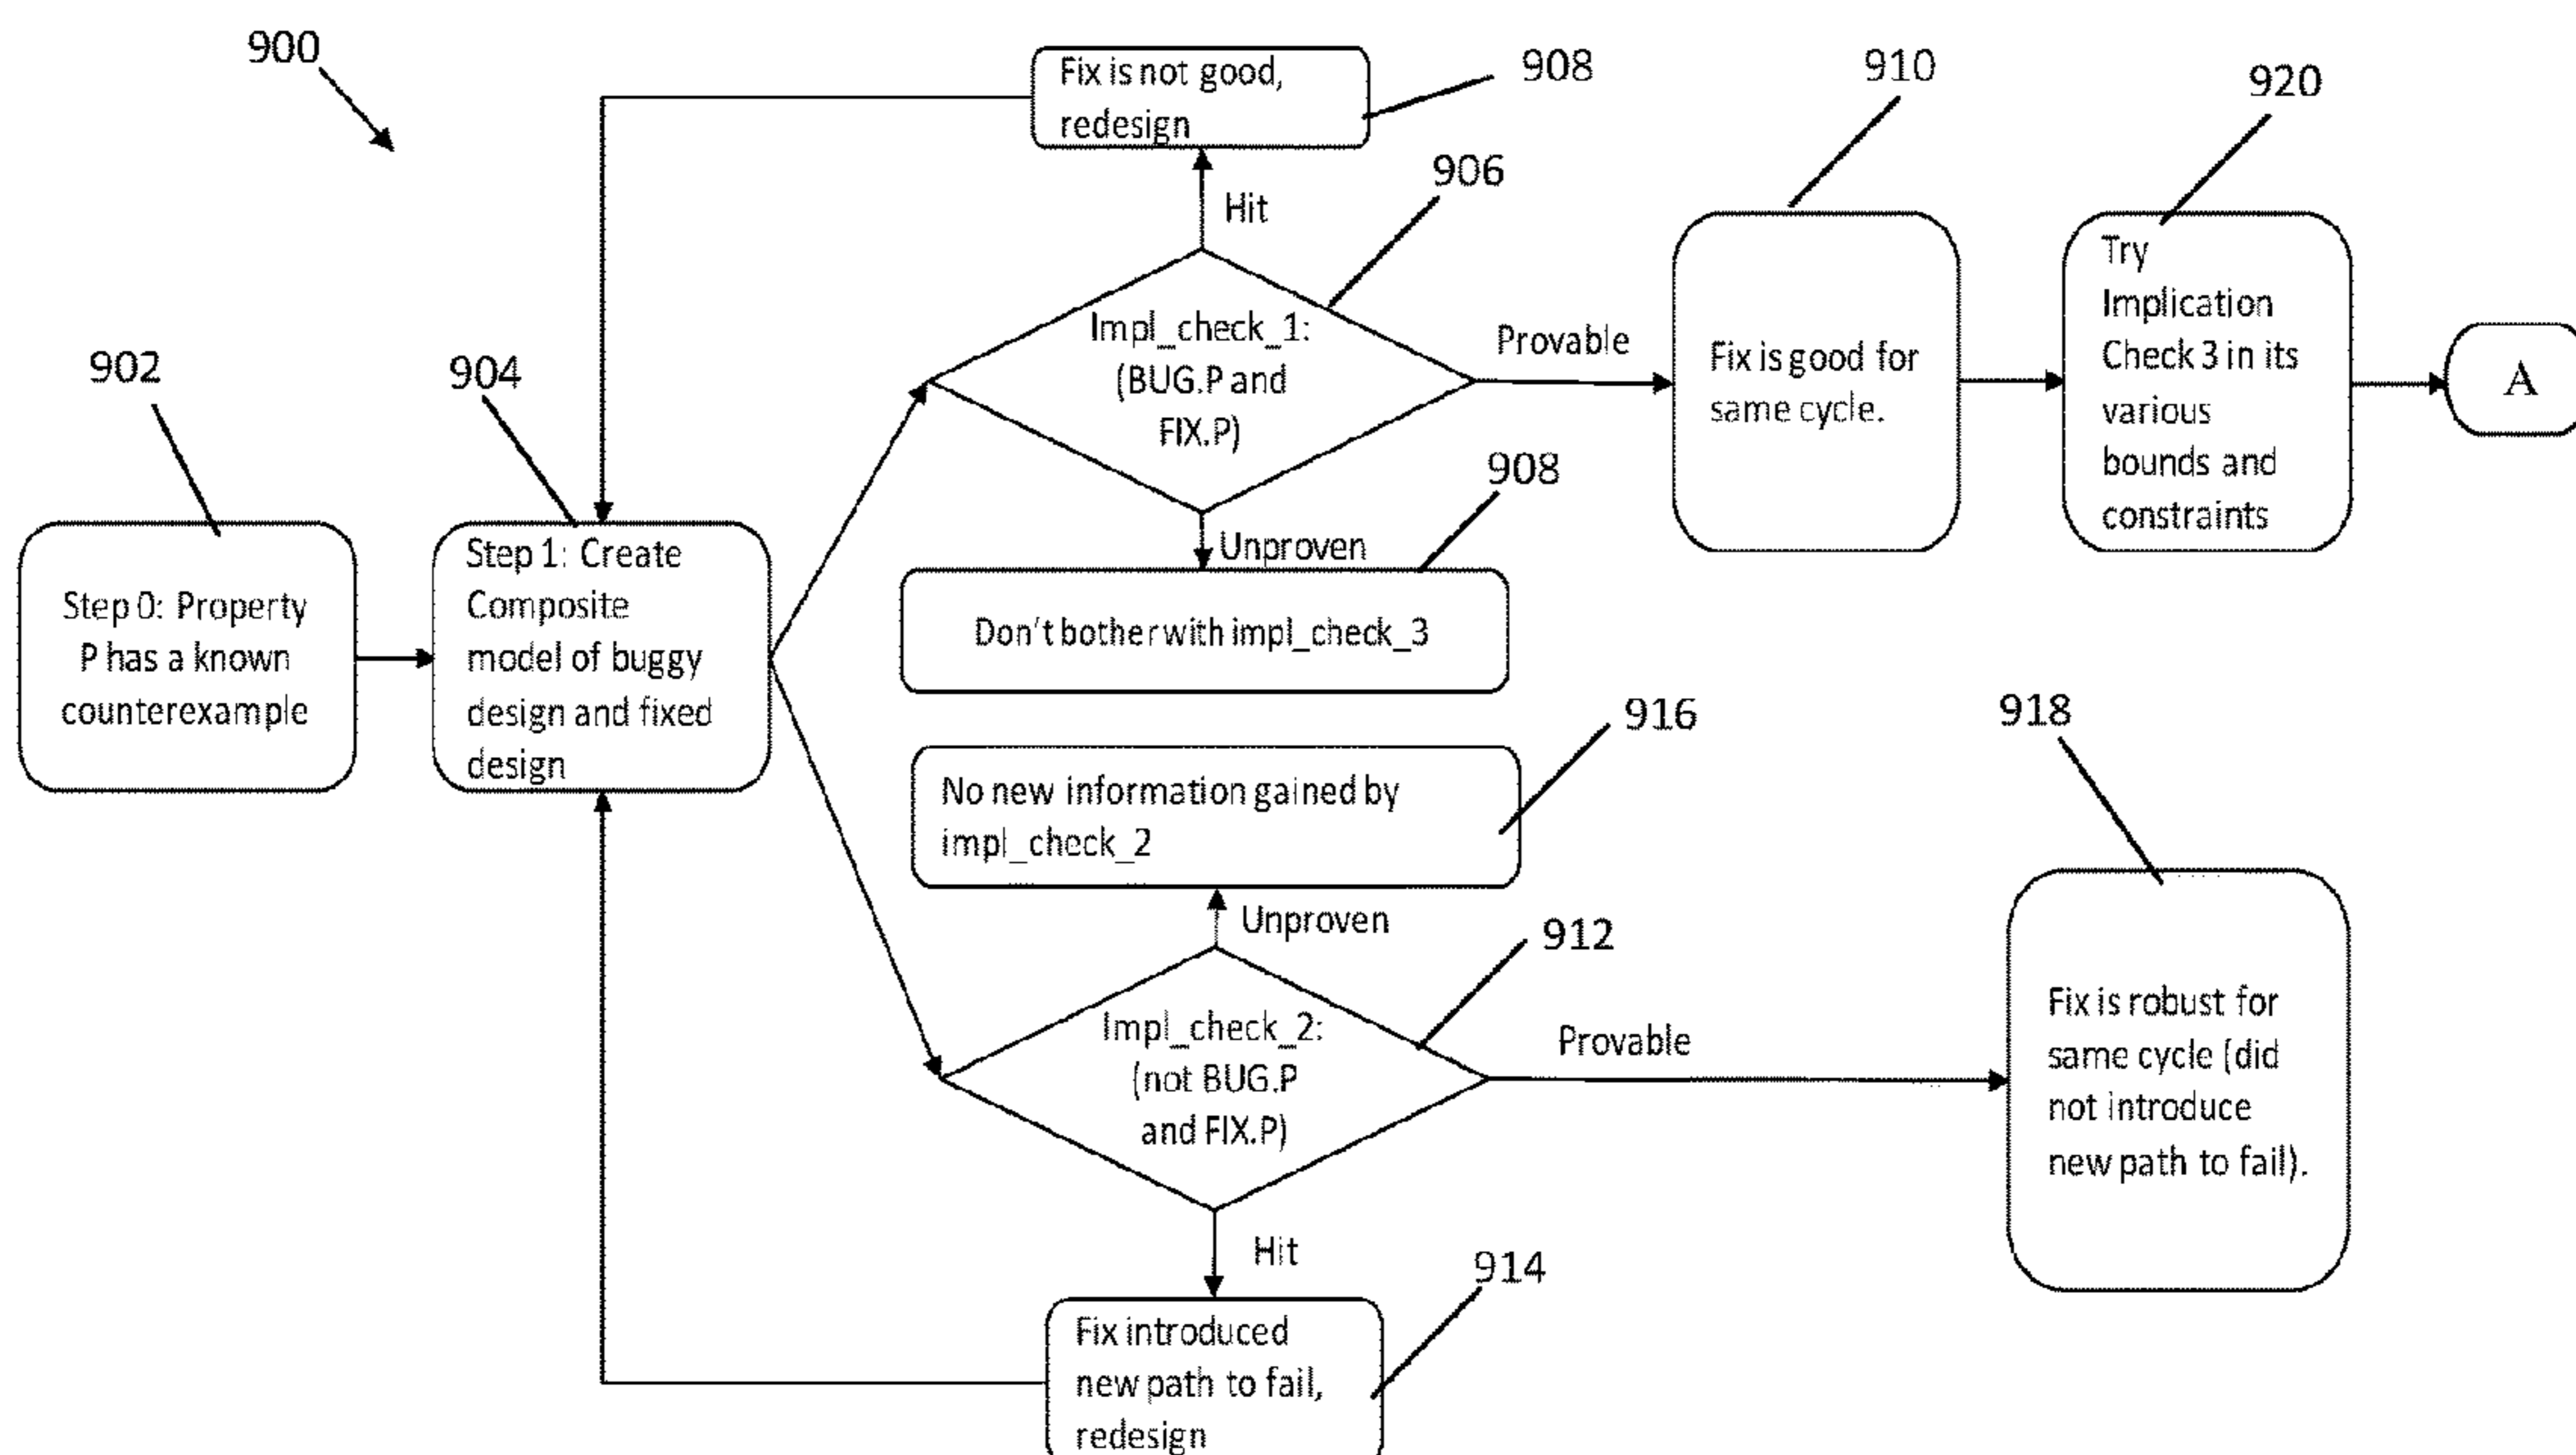 900
Fix is not good,
redesign
908
910
920
906
Hit
Impl_check_1:
(BUG.P and
FIX.P)
Provable
Fix is good for
same cycle.
Try
Implication
Check 3 in its
various
bounds and
constraints
A
902
904
908
Unproven
Don't bother with impl_check_3
Step 0: Property
P has a known
counterexample
Step 1: Create
Composite
model of buggy
design and fixed
design
916
918
No new information gained by
impl_check_2
Unproven
912
Impl_check_2:
(not BUG.P
and FIX.P)
Provable
Fix is robust for
same cycle (did
not introduce
new path to fail).
Hit
914
Fix introduced
new path to fail,
redesign